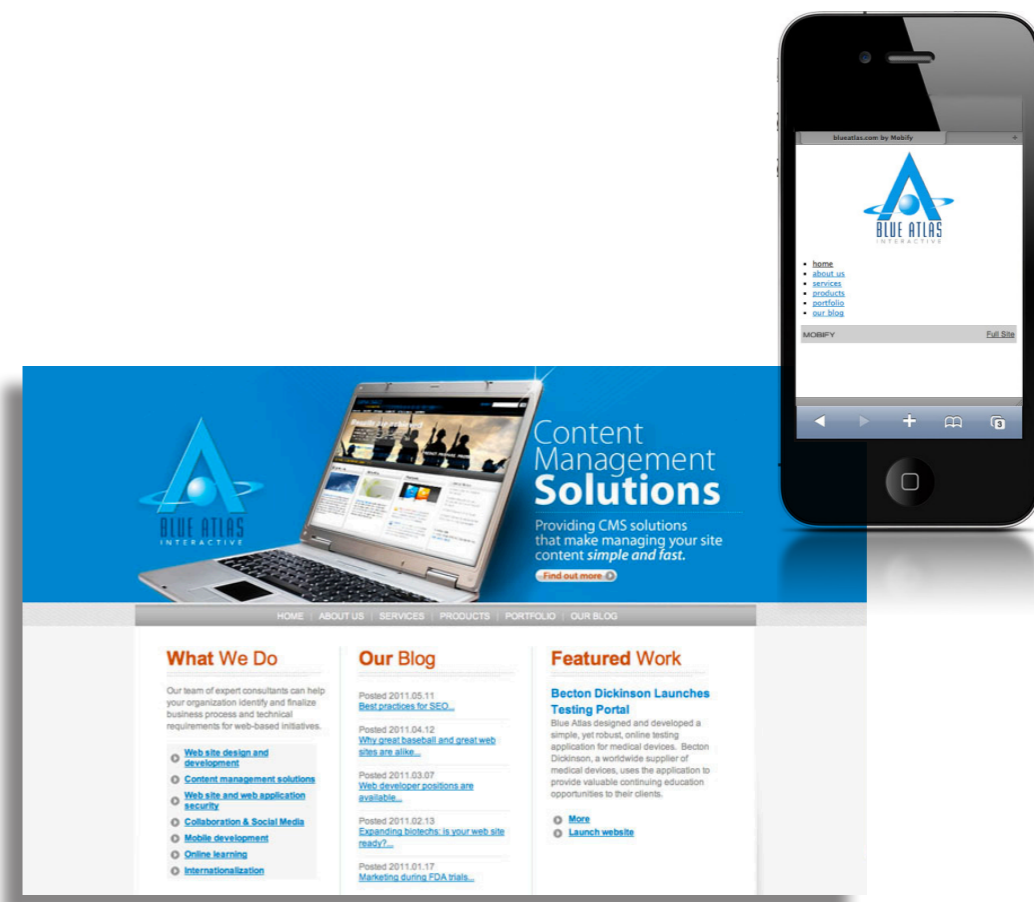 blueatlas.com by Mobify
BLUE ATLAS
INTERACTIVE
home
about us
services
products
portfolio
our blog
MOBIFY
Full Site
3
BLUE ATLAS
INTERACTIVE
Content
Management
Solutions
Providing CMS solutions
that make managing your site
content simple and fast.
Find out more
HOME | ABOUT US | SERVICES | PRODUCTS | PORTFOLIO | OUR BLOG
What We Do
Our team of expert consultants can help
your organization identify and finalize
business process and technical
requirements for web-based initiatives.
Web site design and
development
Content management solutions
Web site and web application
security
Collaboration & Social Media
Mobile development
Online learning
Internationalization
Our Blog
Posted 2011.05.11
Best practices for SEO...
Posted 2011.04.12
Why great baseball and great web
sites are alike...
Posted 2011.03.07
Web developer positions are
available...
Posted 2011.02.13
Expanding biotechs: is your web site
ready?...
Posted 2011.01.17
Marketing during FDA trials...
Featured Work
Becton Dickinson Launches
Testing Portal
Blue Atlas designed and developed a
simple, yet robust, online testing
application for medical devices. Becton
Dickinson, a worldwide supplier of
medical devices, uses the application to
provide valuable continuing education
opportunities to their clients.
More
Launch website